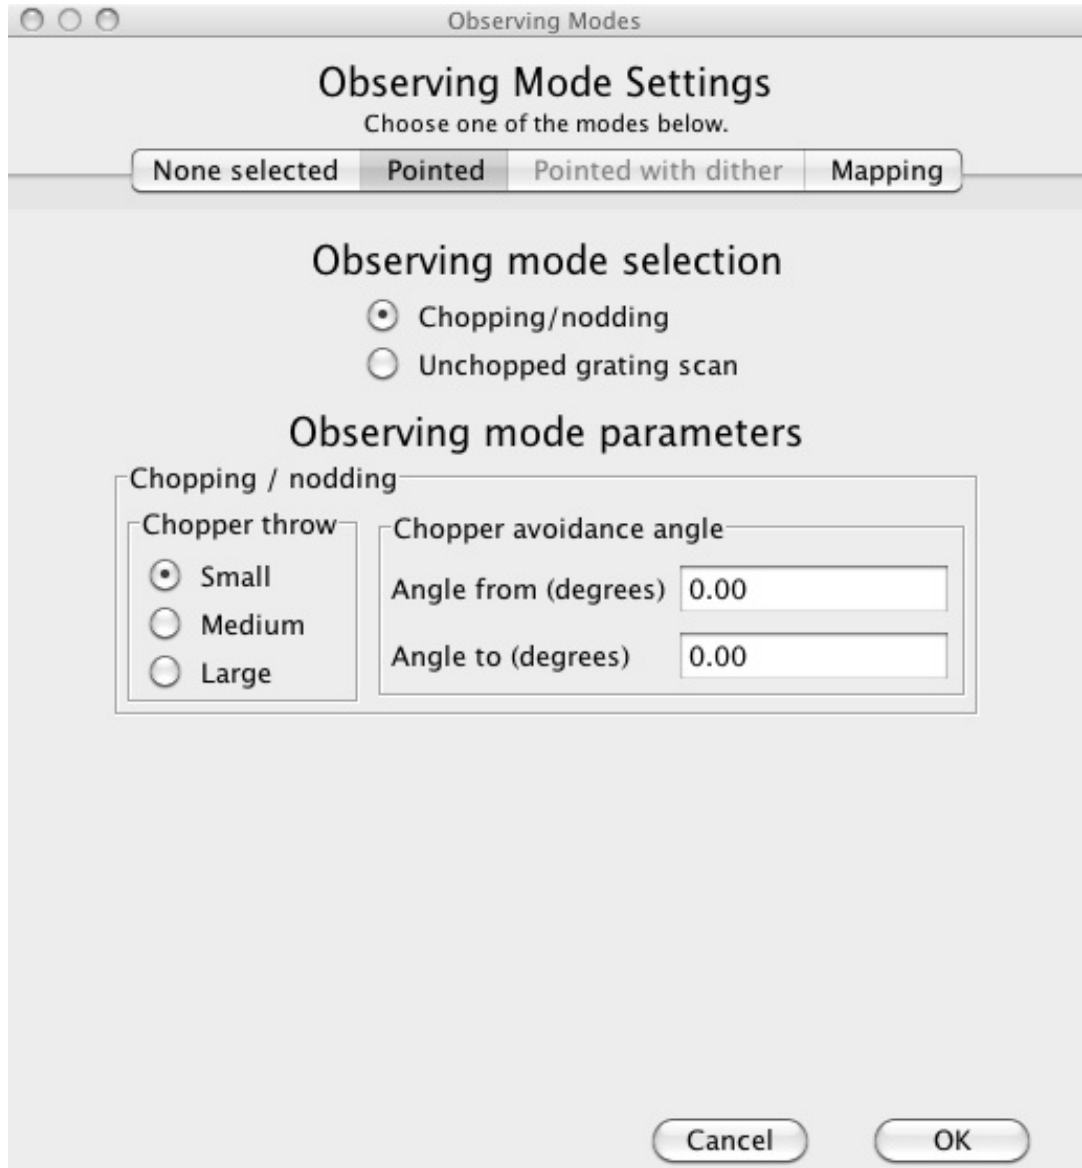 Observing Modes
Observing Mode Settings
Choose one of the modes below.
None selected Pointed Pointed with dither Mapping
Observing mode selection
Chopping/nodding
Unchopped grating scan
Observing mode parameters
Chopping / nodding
Chopper throw
Small
Medium
Large
Chopper avoidance angle
Angle from (degrees) 0.00
Angle to (degrees) 0.00
Cancel OK